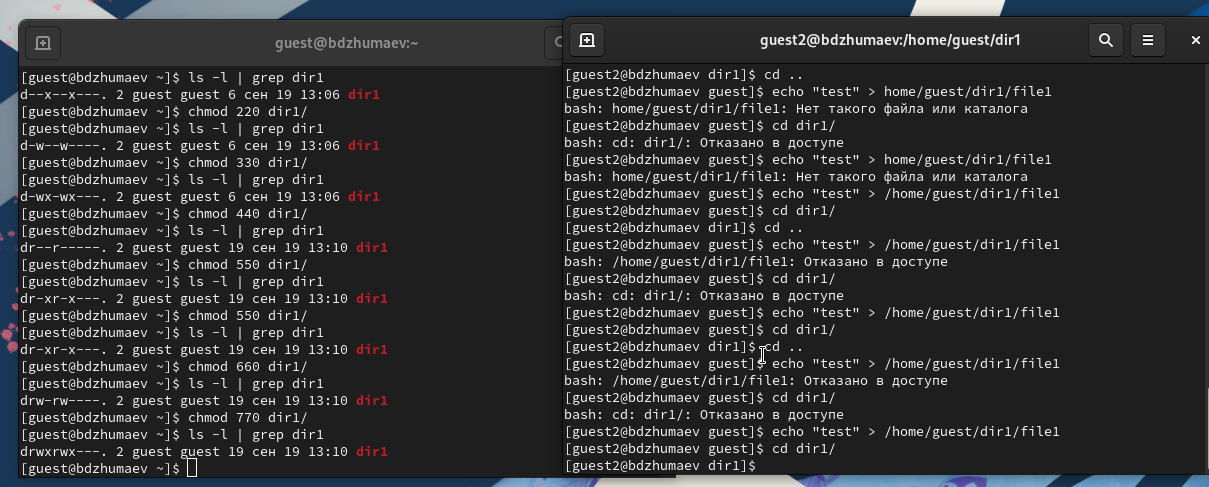 guest@bdzhumaev:~
[guest@bdzhumaev ~]$ ls -l | grep dir1
d--x--x---. 2 guest guest 6 сен 19 13:06 dir1
[guest@bdzhumaev ~]$ chmod 220 dir1/
[guest@bdzhumaev ~]$ ls -l | grep dir1
d-w--w----. 2 guest guest 6 сен 19 13:06 dir1
[guest@bdzhumaev ~]$ chmod 330 dir1/
[guest@bdzhumaev ~]$ ls -l | grep dir1
d-wx-wx---. 2 guest guest 6 сен 19 13:06 dir1
[guest@bdzhumaev ~]$ chmod 440 dir1/
[guest@bdzhumaev ~]$ ls -l | grep dir1
dr--r-----. 2 guest guest 19 сен 19 13:10 dir1
[guest@bdzhumaev ~]$ chmod 550 dir1/
[guest@bdzhumaev ~]$ ls -l | grep dir1
dr-xr-x---. 2 guest guest 19 сен 19 13:10 dir1
[guest@bdzhumaev ~]$ chmod 550 dir1/
[guest@bdzhumaev ~]$ ls -l | grep dir1
dr-xr-x---. 2 guest guest 19 сен 19 13:10 dir1
[guest@bdzhumaev ~]$ chmod 660 dir1/
[guest@bdzhumaev ~]$ ls -l | grep dir1
drw-rw----. 2 guest guest 19 сен 19 13:10 dir1
[guest@bdzhumaev ~]$ chmod 770 dir1/
[guest@bdzhumaev ~]$ ls -l | grep dir1
drwxrwx---. 2 guest guest 19 сен 19 13:10 dir1
[guest@bdzhumaev ~]$
guest2@bdzhumaev:/home/guest/dir1
[guest2@bdzhumaev dir1]$ cd ..
[guest2@bdzhumaev guest]$ echo "test" > home/guest/dir1/file1
bash: home/guest/dir1/file1: Нет такого файла или каталога
[guest2@bdzhumaev guest]$ cd dir1/
bash: cd: dir1/: Отказано в доступе
[guest2@bdzhumaev guest]$ echo "test" > home/guest/dir1/file1
bash: home/guest/dir1/file1: Нет такого файла или каталога
[guest2@bdzhumaev guest]$ echo "test" > /home/guest/dir1/file1
[guest2@bdzhumaev guest]$ cd dir1/
[guest2@bdzhumaev dir1]$ cd ..
[guest2@bdzhumaev guest]$ echo "test" > /home/guest/dir1/file1
bash: /home/guest/dir1/file1: Отказано в доступе
[guest2@bdzhumaev guest]$ cd dir1/
bash: cd: dir1/: Отказано в доступе
[guest2@bdzhumaev guest]$ echo "test" > /home/guest/dir1/file1
[guest2@bdzhumaev guest]$ cd dir1/
[guest2@bdzhumaev dir1]$ cd ..
[guest2@bdzhumaev guest]$ echo "test" > /home/guest/dir1/file1
bash: /home/guest/dir1/file1: Отказано в доступе
[guest2@bdzhumaev guest]$ cd dir1/
bash: cd: dir1/: Отказано в доступе
[guest2@bdzhumaev guest]$ echo "test" > /home/guest/dir1/file1
[guest2@bdzhumaev guest]$ cd dir1/
[guest2@bdzhumaev dir1]$